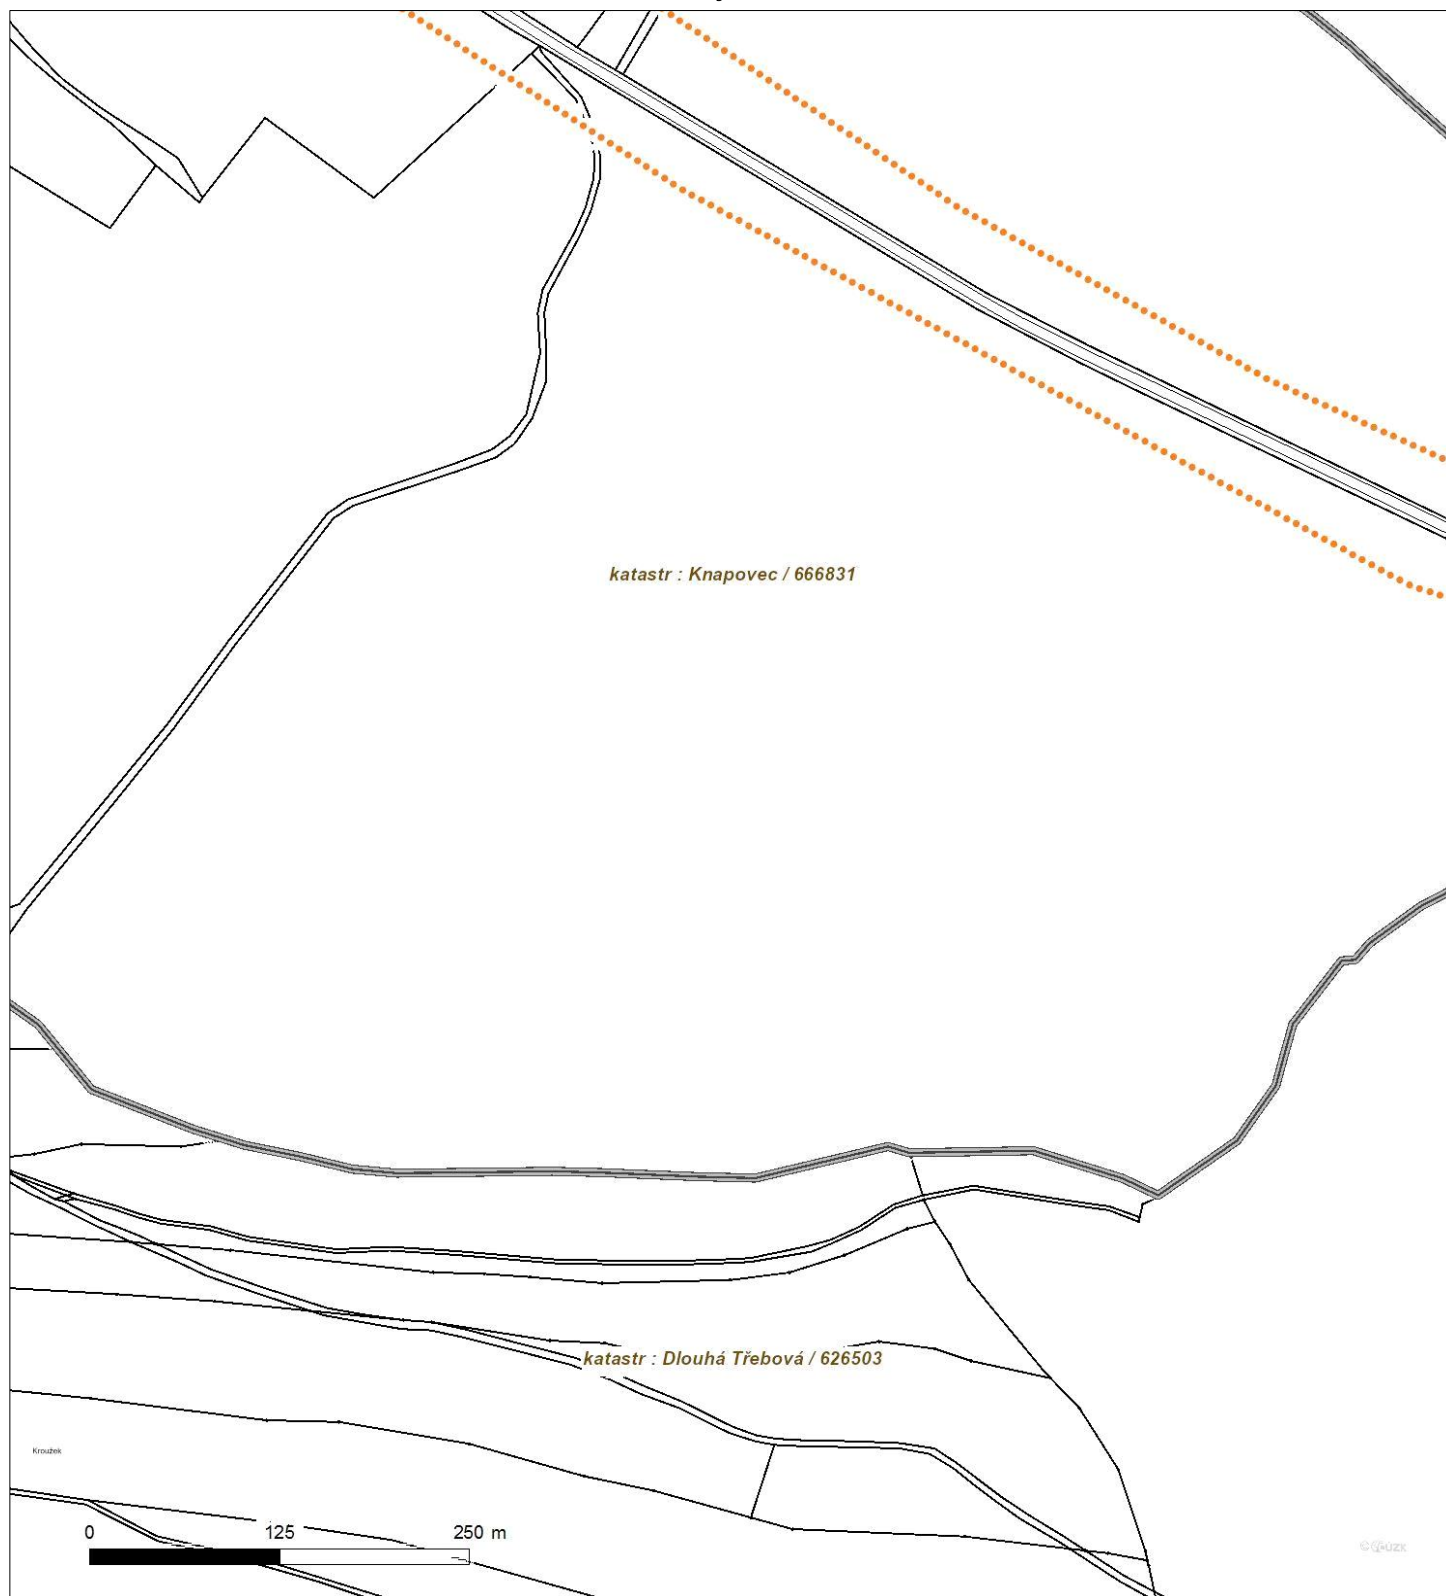 katastr : Knapovec / 666831
katastr : Dlouhá Třebová / 626503
Kroužek
0 125 250 m